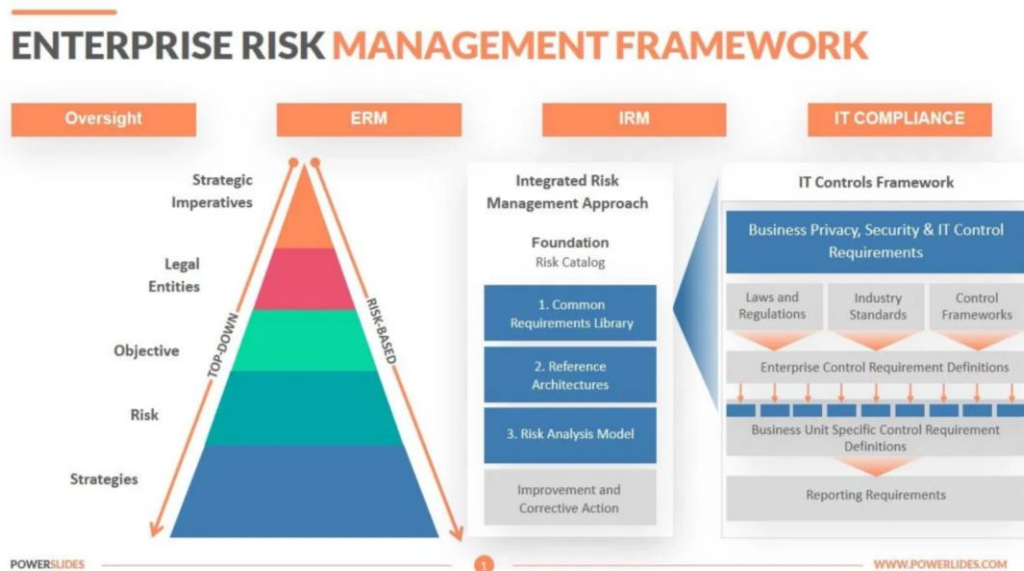 ENTERPRISE RISK MANAGEMENT FRAMEWORK
Oversight
ERM
IRM
IT COMPLIANCE
Strategic
Imperatives
Legal
Entities
Objective
Risk
Strategies
TOP-DOWN
RISK-BASED
Integrated Risk
Management Approach
Foundation
Risk Catalog
1. Common
Requirements Library
2. Reference
Architectures
3. Risk Analysis Model
Improvement and
Corrective Action
IT Controls Framework
Business Privacy, Security & IT Control
Requirements
Laws and
Regulations
Industry
Standards
Control
Frameworks
Enterprise Control Requirement Definitions
Business Unit Specific Control Requirement
Definitions
Reporting Requirements
POWERSLIDES
1
WWW.POWERLIDES.COM